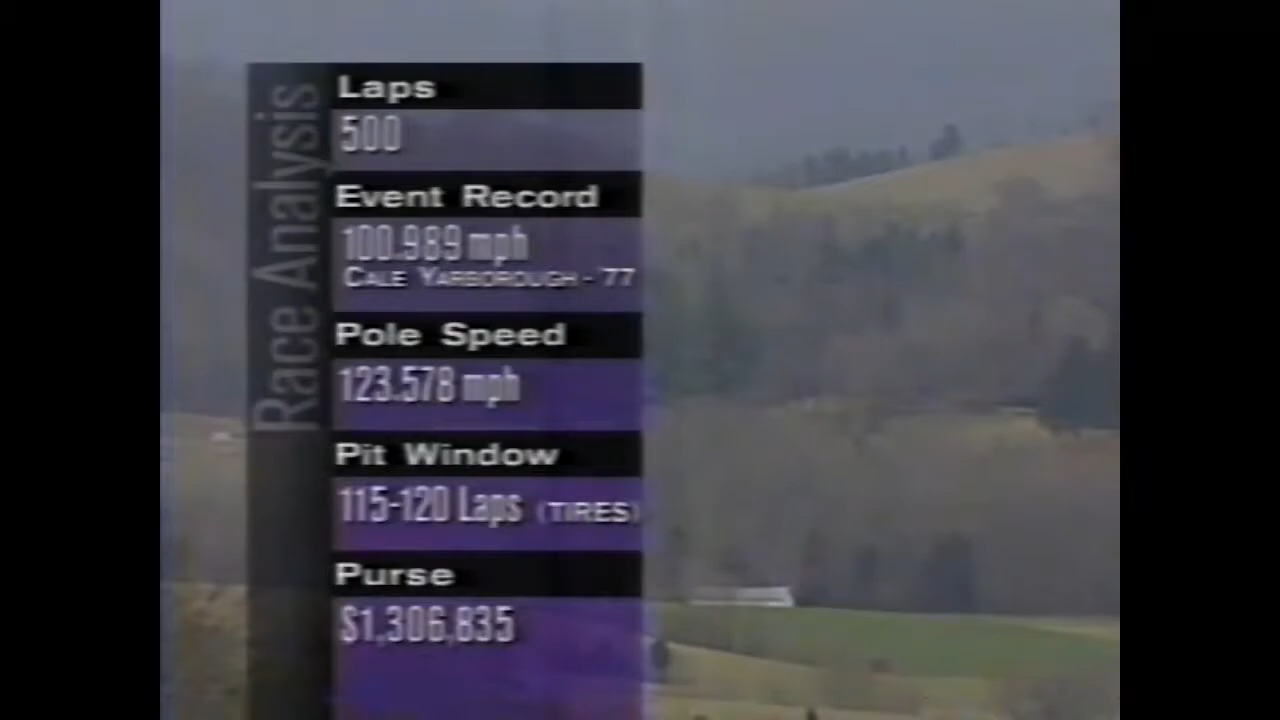 Race Analysis
Laps
500
Event Record
100.989 mph
CALE YARBOROUGH - '77
Pole Speed
123.578 mph
Pit Window
115-120 Laps (TIRES)
Purse
$1,306,835